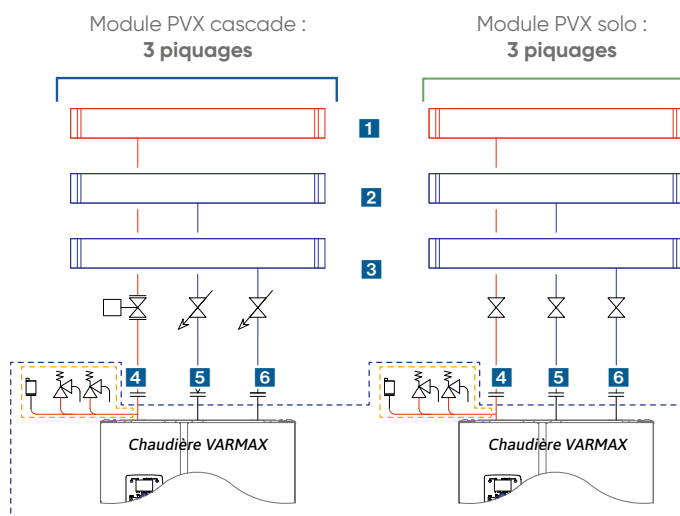 Module PVX cascade :
3 piquages
Module PVX solo :
3 piquages
1
2
3
4
5
6
4
5
6
Chaudière VARMAX
Chaudière VARMAX